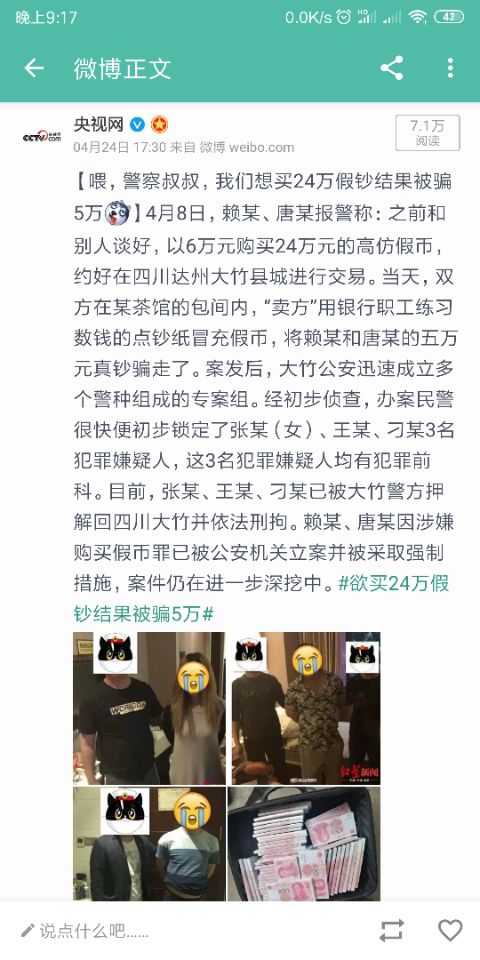 晚上9:17
0.0K/s
HD
42
微博正文
央视网
CCTV
com
7.1万
阅读
04月24日 17:30 来自 微博 weibo.com
【喂，警察叔叔，我们想买24万假钞结果被骗
5万】4月8日，赖某、唐某报警称：之前和
别人谈好，以6万元购买24万元的高仿假币，
约好在四川达州大竹县城进行交易。当天，双
方在某茶馆的包间内，“卖方”用银行职工练习
数钱的点钞纸冒充假币，将赖某和唐某的五万
元真钞骗走了。案发后，大竹公安迅速成立多
个警种组成的专案组。经初步侦查，办案民警
很快便初步锁定了张某（女）、王某、刁某3名
犯罪嫌疑人，这3名犯罪嫌疑人均有犯罪前
科。目前，张某、王某、刁某已被大竹警方押
解回四川大竹并依法刑拘。赖某、唐某因涉嫌
购买假币罪已被公安机关立案并被采取强制
措施，案件仍在进一步深挖中。#欲买24万假
钞结果被骗5万#
红星新闻
说点什么吧......